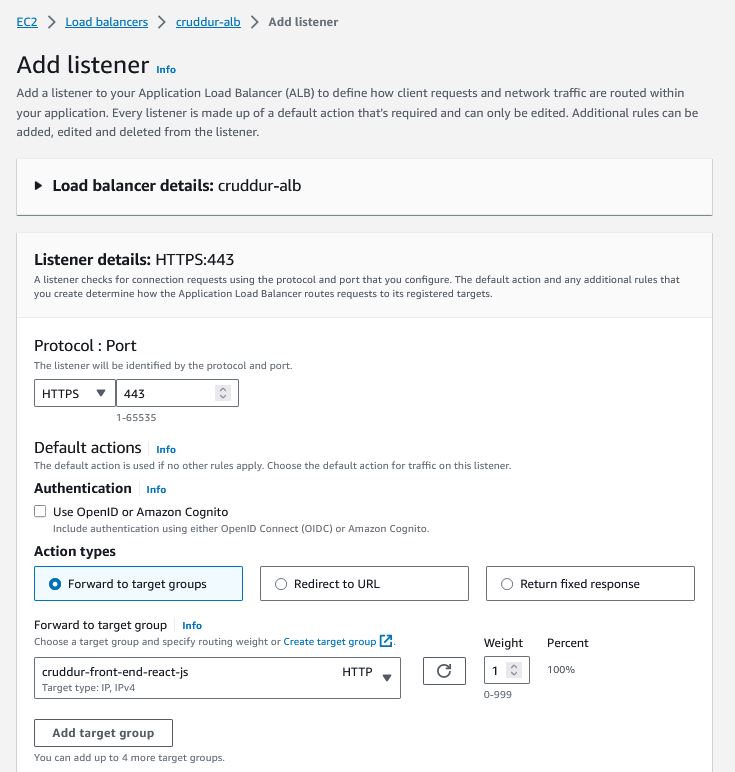 EC2 > Load balancers > cruddur-alb > Add listener
Add listener Info
Add a listener to your Application Load Balancer (ALB) to define how client requests and network traffic are routed within
your application. Every listener is made up of a default action that's required and can only be edited. Additional rules can be
added, edited and deleted from the listener.
Load balancer details: cruddur-alb
Listener details: HTTPS:443
A listener checks for connection requests using the protocol and port that you configure. The default action and any additional rules that
you create determine how the Application Load Balancer routes requests to its registered targets.
Protocol : Port
The listener will be identified by the protocol and port.
HTTPS 443
1-65535
Default actions Info
The default action is used if no other rules apply. Choose the default action for traffic on this listener.
Authentication Info
Use OpenID or Amazon Cognito
Include authentication using either OpenID Connect (OIDC) or Amazon Cognito.
Action types
Forward to target groups Redirect to URL Return fixed response
Forward to target group Info
Choose a target group and specify routing weight or Create target group.
Weight Percent
cruddur-front-end-react-js HTTP 1 100%
Target type: IP, IPv4
0-999
Add target group
You can add up to 4 more target groups.